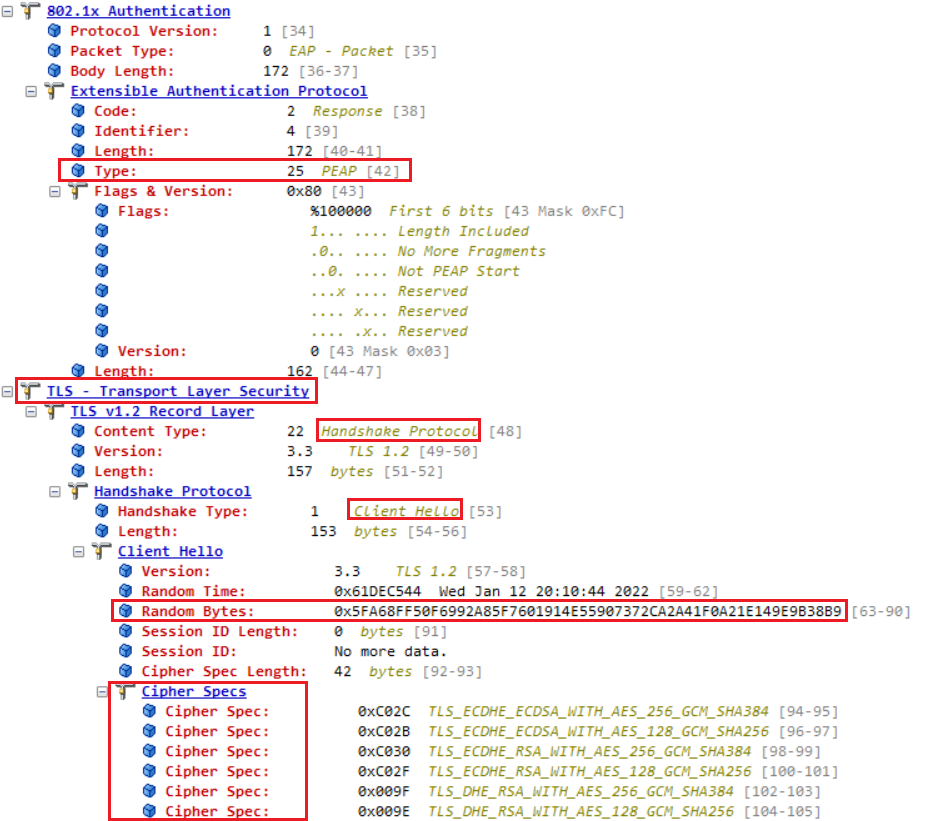 802.1x Authentication
Protocol Version: 1 [34]
Packet Type: 0 EAP - Packet [35]
Body Length: 172 [36-37]
Extensible Authentication Protocol
Code: 2 Response [38]
Identifier: 4 [39]
Length: 172 [40-41]
Type: 25 PEAP [42]
Flags & Version: 0x80 [43]
Flags: %100000 First 6 bits [43 Mask 0xFC]
1... .... Length Included
.0.. .... No More Fragments
..0. .... Not PEAP Start
...x .... Reserved
.... x... Reserved
.... .x.. Reserved
Version: 0 [43 Mask 0x03]
Length: 162 [44-47]
TLS - Transport Layer Security
TLS v1.2 Record Layer
Content Type: 22 Handshake Protocol [48]
Version: 3.3 TLS 1.2 [49-50]
Length: 157 bytes [51-52]
Handshake Protocol
Handshake Type: 1 Client Hello [53]
Length: 153 bytes [54-56]
Client Hello
Version: 3.3 TLS 1.2 [57-58]
Random Time: 0x61DEC544 Wed Jan 12 20:10:44 2022 [59-62]
Random Bytes: 0x5FA68FF50F6992A85F7601914E55907372CA2A41F0A21E149E9B38B9 [63-90]
Session ID Length: 0 bytes [91]
Session ID: No more data.
Cipher Spec Length: 42 bytes [92-93]
Cipher Specs
Cipher Spec: 0xC02C TLS_ECDHE_ECDSA_WITH_AES_256_GCM_SHA384 [94-95]
Cipher Spec: 0xC02B TLS_ECDHE_ECDSA_WITH_AES_128_GCM_SHA256 [96-97]
Cipher Spec: 0xC030 TLS_ECDHE_RSA_WITH_AES_256_GCM_SHA384 [98-99]
Cipher Spec: 0xC02F TLS_ECDHE_RSA_WITH_AES_128_GCM_SHA256 [100-101]
Cipher Spec: 0x009F TLS_DHE_RSA_WITH_AES_256_GCM_SHA384 [102-103]
Cipher Spec: 0x009E TLS_DHE_RSA_WITH_AES_128_GCM_SHA256 [104-105]